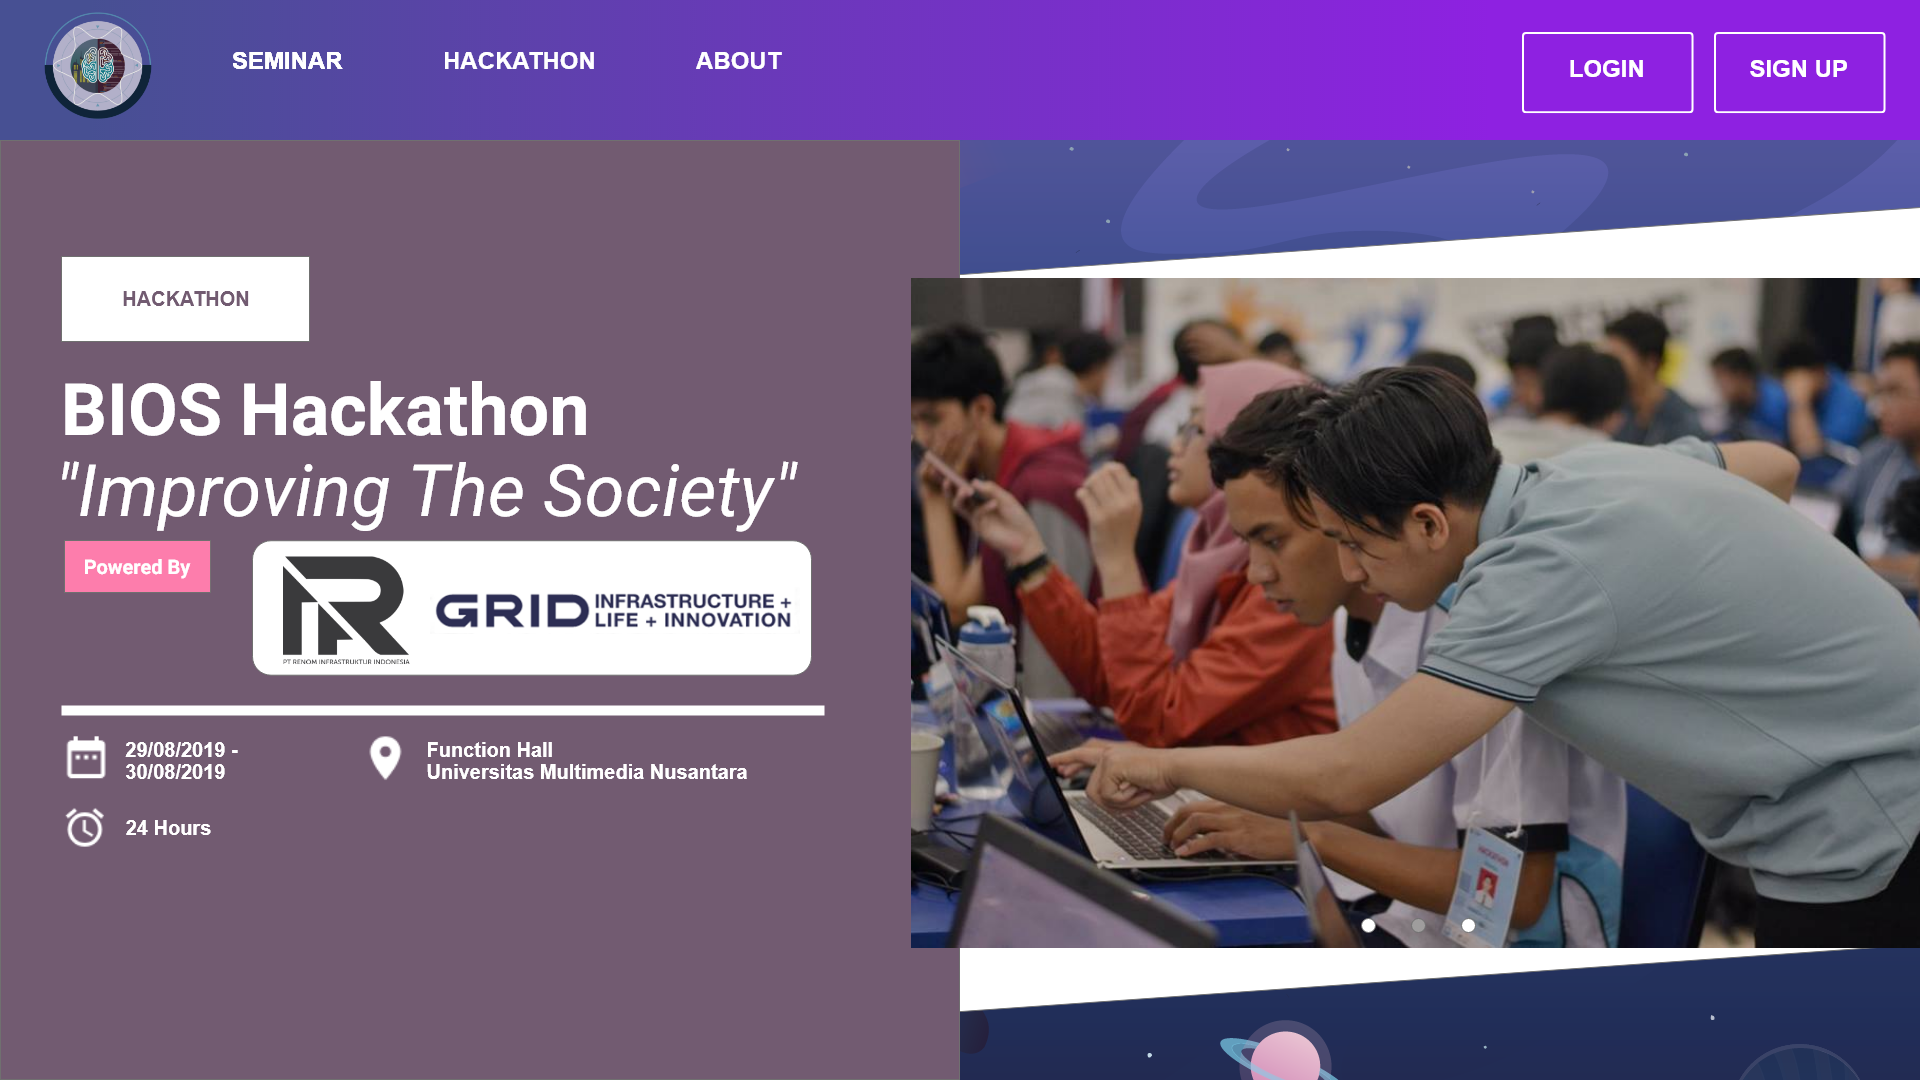 SEMINAR
HACKATHON
ABOUT
LOGIN
SIGN UP
HACKATHON
BIOS Hackathon
"Improving The Society"
Powered By
PT RENOM INFRASTRUKTUR INDONESIA
GRID INFRASTRUCTURE +
LIFE + INNOVATION
29/08/2019 -
30/08/2019
Function Hall
Universitas Multimedia Nusantara
24 Hours